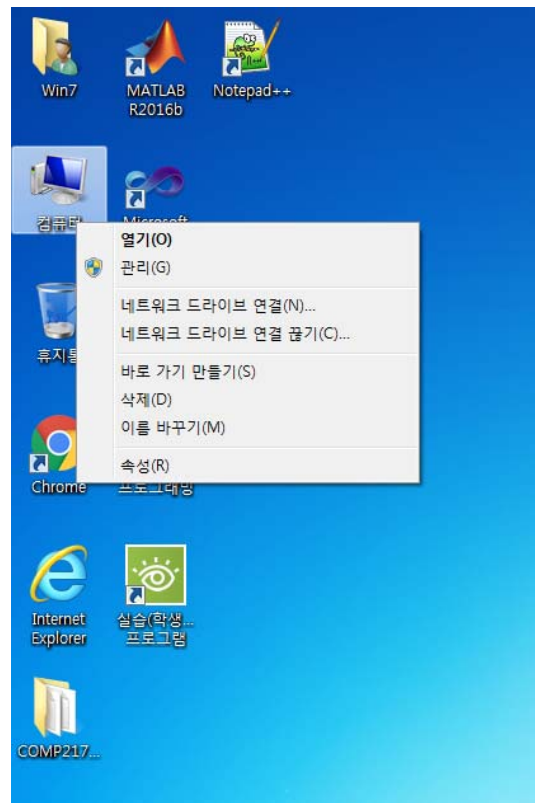 Win7
MATLAB
R2016b
Notepad++
컴퓨터
Microsoft
열기(O)
관리(G)
네트워크 드라이브 연결(N)...
네트워크 드라이브 연결 끊기(C)...
바로 가기 만들기(S)
삭제(D)
이름 바꾸기(M)
속성(R)
휴지통
Chrome
프로그래밍
Internet
Explorer
실습(학생...
프로그램
COMP217...